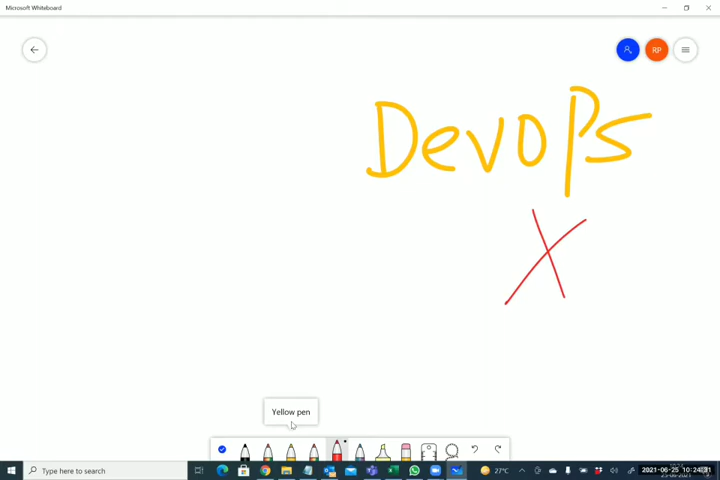 Microsoft Whiteboard
RP
DevOPs
X
Yellow pen
Type here to search
27°C
2021-06-25 10:24:31